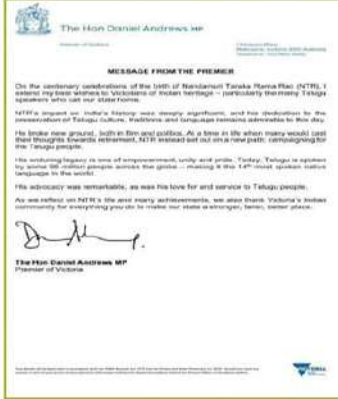 The Hon Daniel Andrews MP
Premier of Victoria
MESSAGE FROM THE PREMIER
On the centenary celebrations of the birth of Nandamuri Taraka Rama Rao (NTR), I
extend my best wishes to Victorians of Indian heritage – particularly the many Telugu
speakers who call our state home.
NTR's impact on India's history was deeply significant, and his dedication to the
preservation of Telugu culture, traditions and language remains admirable to this day.
He broke new ground, both in film and politics. At a time in life when many would cast
their thoughts towards retirement, NTR instead set out on a new path, campaigning for
the Telugu people.
His enduring legacy is one of empowerment, unity and pride. Today, Telugu is spoken
by some million people across the globe – making it the 14th most spoken native
language in the world.
His advocacy was remarkable, as was his love for and service to Telugu people.
As we reflect on NTR's life and many achievements, we also thank Victoria's Indian
community for everything you do to make our state a stronger, fairer, better place.
The Hon Daniel Andrews MP
Premier of Victoria
VICTORIA